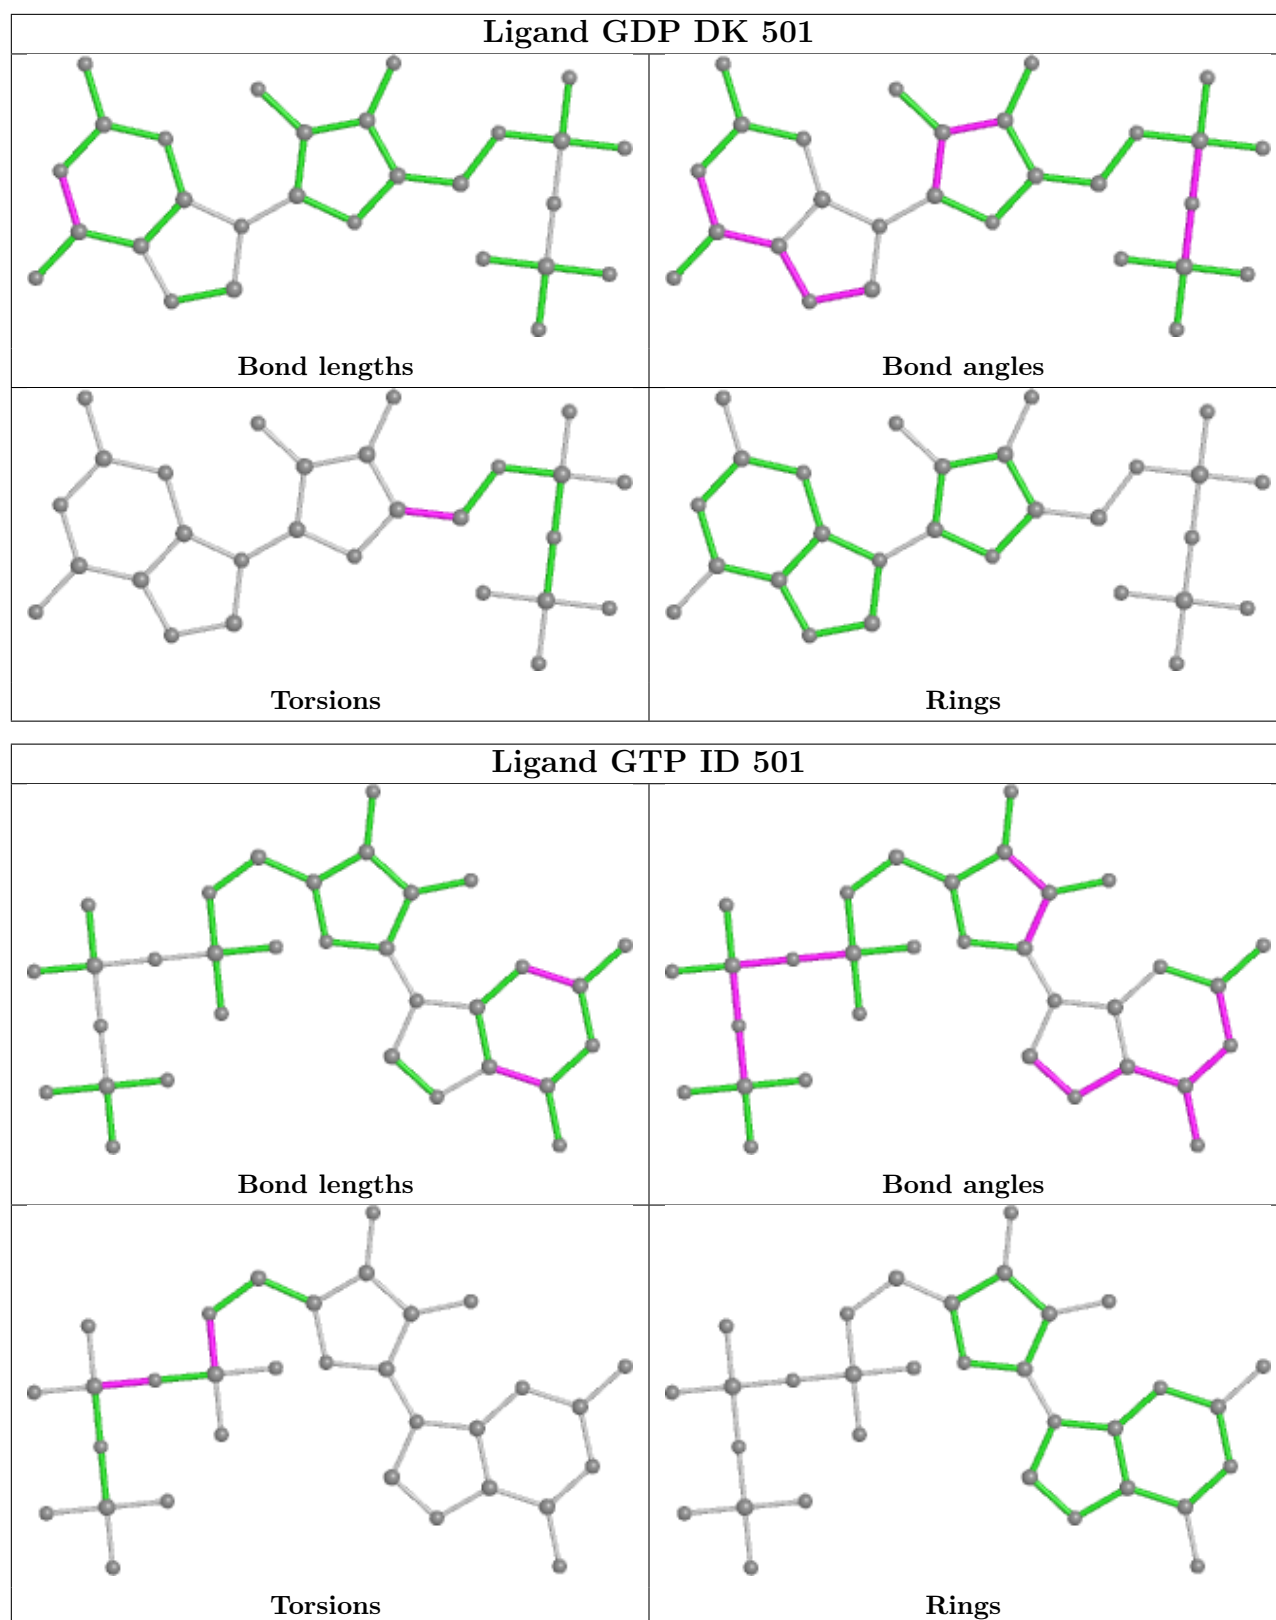 Ligand GDP DK 501
Bond lengths
Bond angles
Torsions
Rings
Ligand GTP ID 501
Bond lengths
Bond angles
Torsions
Rings